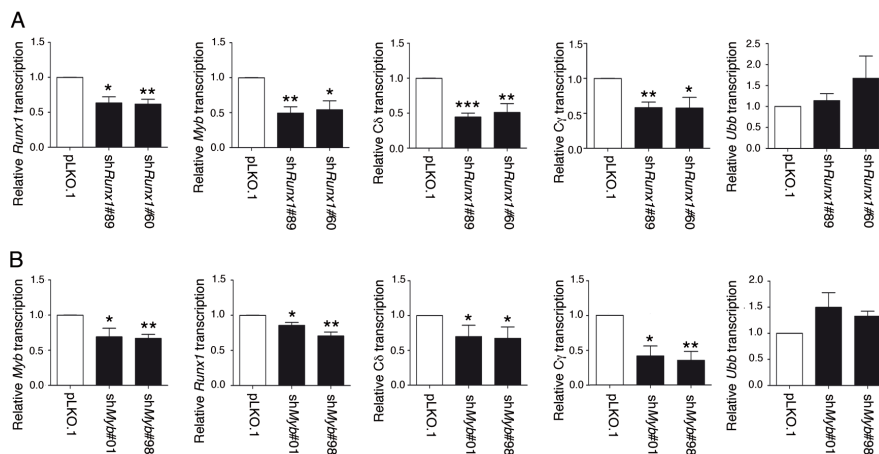 A
Relative Runx1 transcription
1.5
1.0
0.5
0.0
*
**
pLKO.1
shRunx1#89
shRunx1#60
Relative Myb transcription
1.5
1.0
0.5
0.0
**
*
pLKO.1
shRunx1#89
shRunx1#60
Relative Cδ transcription
1.5
1.0
0.5
0.0
***
**
pLKO.1
shRunx1#89
shRunx1#60
Relative Cγ transcription
1.5
1.0
0.5
0.0
**
*
pLKO.1
shRunx1#89
shRunx1#60
Relative Ubb transcription
2.5
2.0
1.5
1.0
0.5
0.0
pLKO.1
shRunx1#89
shRunx1#60
B
Relative Myb transcription
1.5
1.0
0.5
0.0
*
**
pLKO.1
shMyb#01
shMyb#98
Relative Runx1 transcription
1.5
1.0
0.5
0.0
*
**
pLKO.1
shMyb#01
shMyb#98
Relative Cδ transcription
1.5
1.0
0.5
0.0
*
*
pLKO.1
shMyb#01
shMyb#98
Relative Cγ transcription
1.5
1.0
0.5
0.0
*
**
pLKO.1
shMyb#01
shMyb#98
Relative Ubb transcription
2.0
1.5
1.0
0.5
0.0
pLKO.1
shMyb#01
shMyb#98